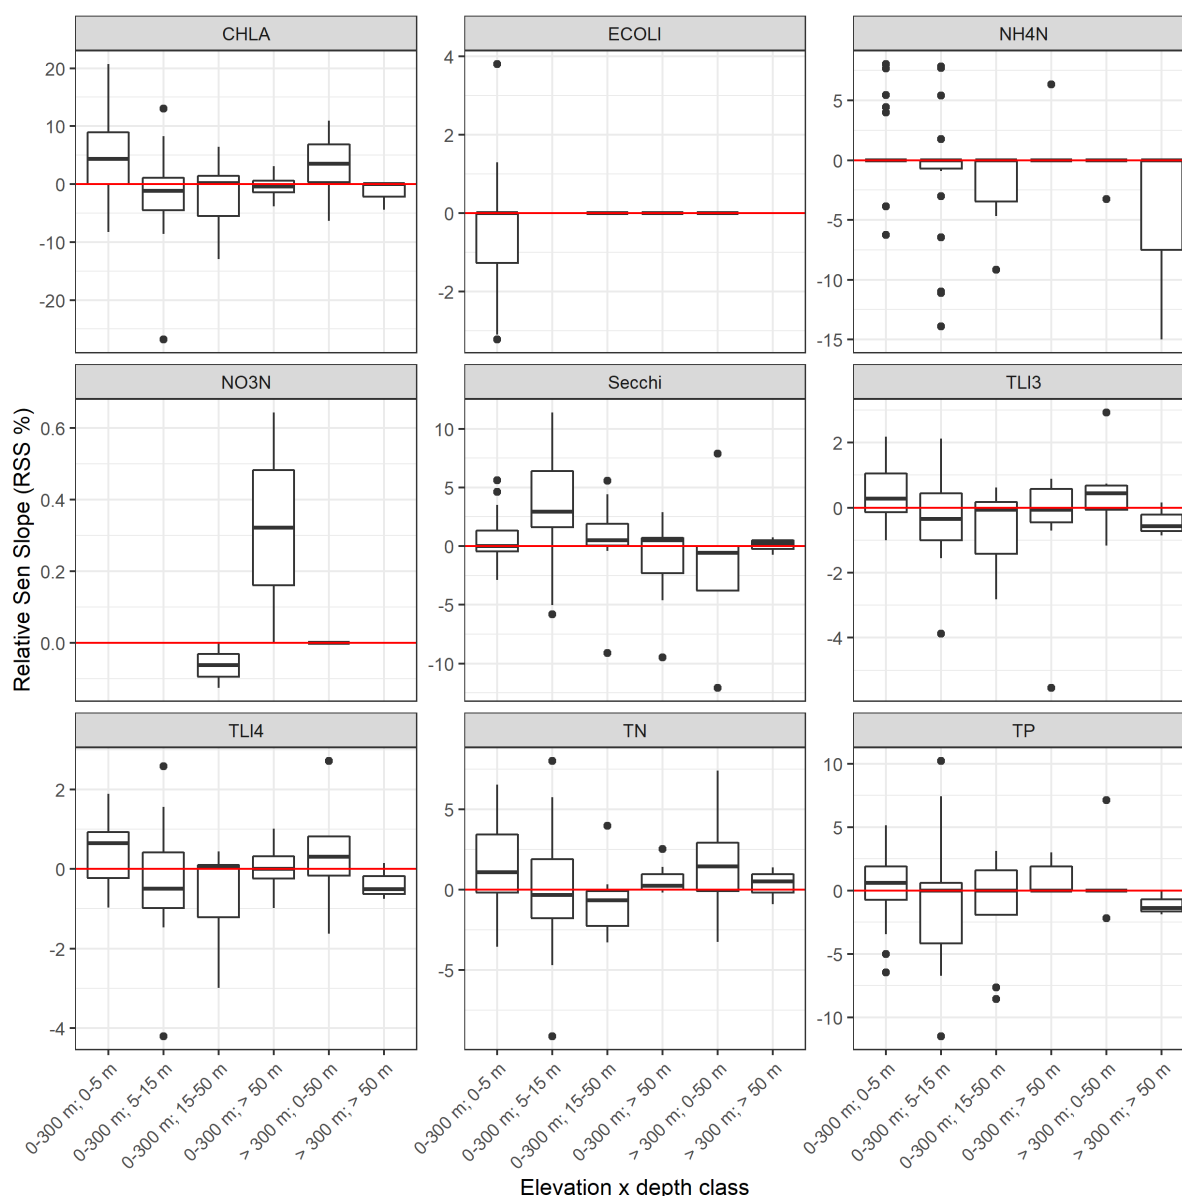 CHLA
ECOLI
NH4N
20
10
0
-10
-20
4
2
0
-2
5
0
-5
-10
-15
NO3N
Secchi
TLI3
0.6
0.4
0.2
0.0
10
5
0
-5
-10
2
0
-2
-4
TLI4
TN
TP
2
0
-2
-4
5
0
-5
10
5
0
-5
-10
Relative Sen Slope (RSS %)
0-300 m; 0-5 m
0-300 m; 5-15 m
0-300 m; 15-50 m
0-300 m; > 50 m
> 300 m; 0-50 m
> 300 m; > 50 m
0-300 m; 0-5 m
0-300 m; 5-15 m
0-300 m; 15-50 m
0-300 m; > 50 m
> 300 m; 0-50 m
> 300 m; > 50 m
0-300 m; 0-5 m
0-300 m; 5-15 m
0-300 m; 15-50 m
0-300 m; > 50 m
> 300 m; 0-50 m
> 300 m; > 50 m
Elevation x depth class